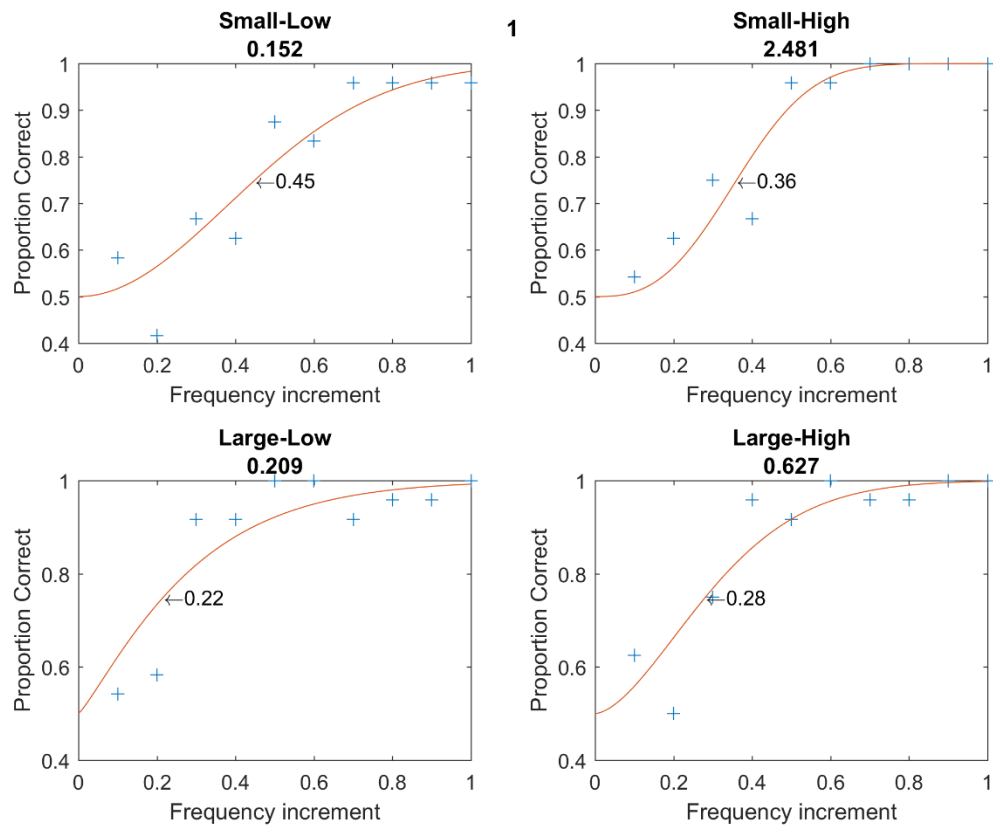 1
Small-Low
0.152
Proportion Correct
1
0.9
0.8
0.7
0.6
0.5
0.4
←0.45
0 0.2 0.4 0.6 0.8 1
Frequency increment
Small-High
2.481
Proportion Correct
1
0.9
0.8
0.7
0.6
0.5
0.4
←0.36
0 0.2 0.4 0.6 0.8 1
Frequency increment
Large-Low
0.209
Proportion Correct
1
0.8
0.6
0.4
←0.22
0 0.2 0.4 0.6 0.8 1
Frequency increment
Large-High
0.627
Proportion Correct
1
0.8
0.6
0.4
←0.28
0 0.2 0.4 0.6 0.8 1
Frequency increment